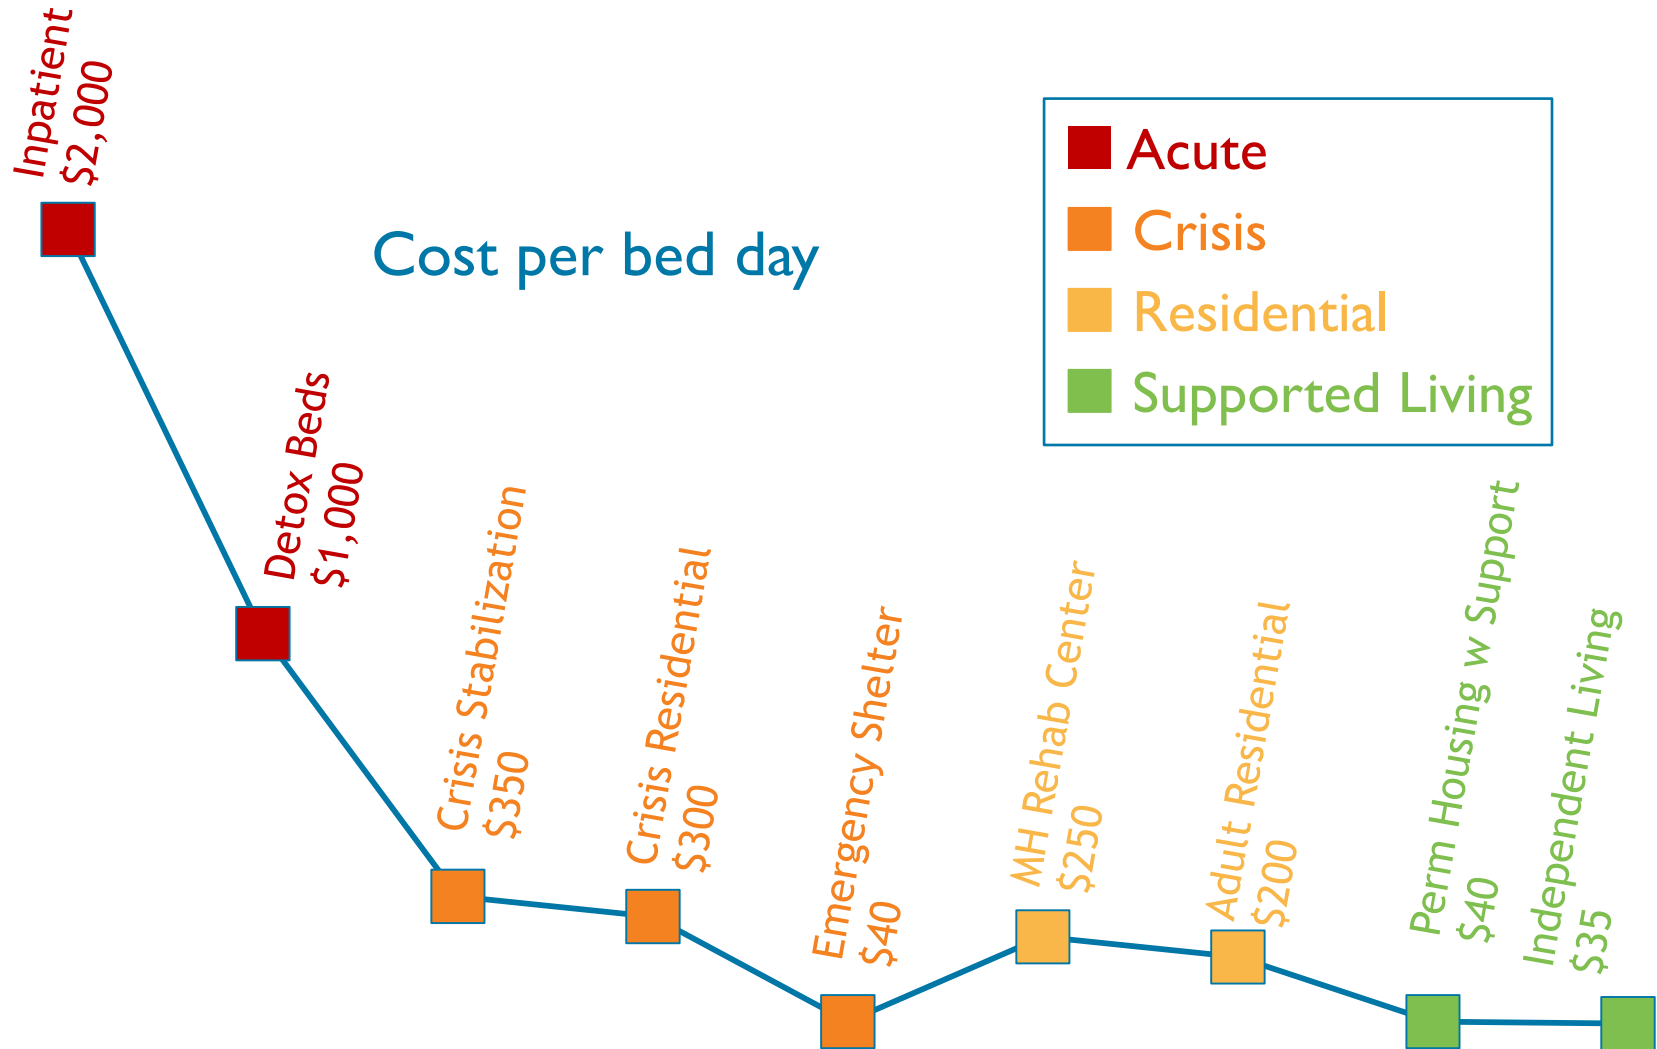 Inpatient
$2,000
Cost per bed day
Acute
Crisis
Residential
Supported Living
Detox Beds
$1,000
Crisis Stabilization
$350
Crisis Residential
$300
Emergency Shelter
$40
MH Rehab Center
$250
Adult Residential
$200
Perm Housing w Support
$40
Independent Living
$35